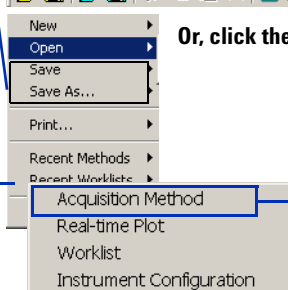 New
Open
Or, click the
Save
Save As...
Print...
Recent Methods
Recent Worklists
Acquisition Method
Real-time Plot
Worklist
Instrument Configuration